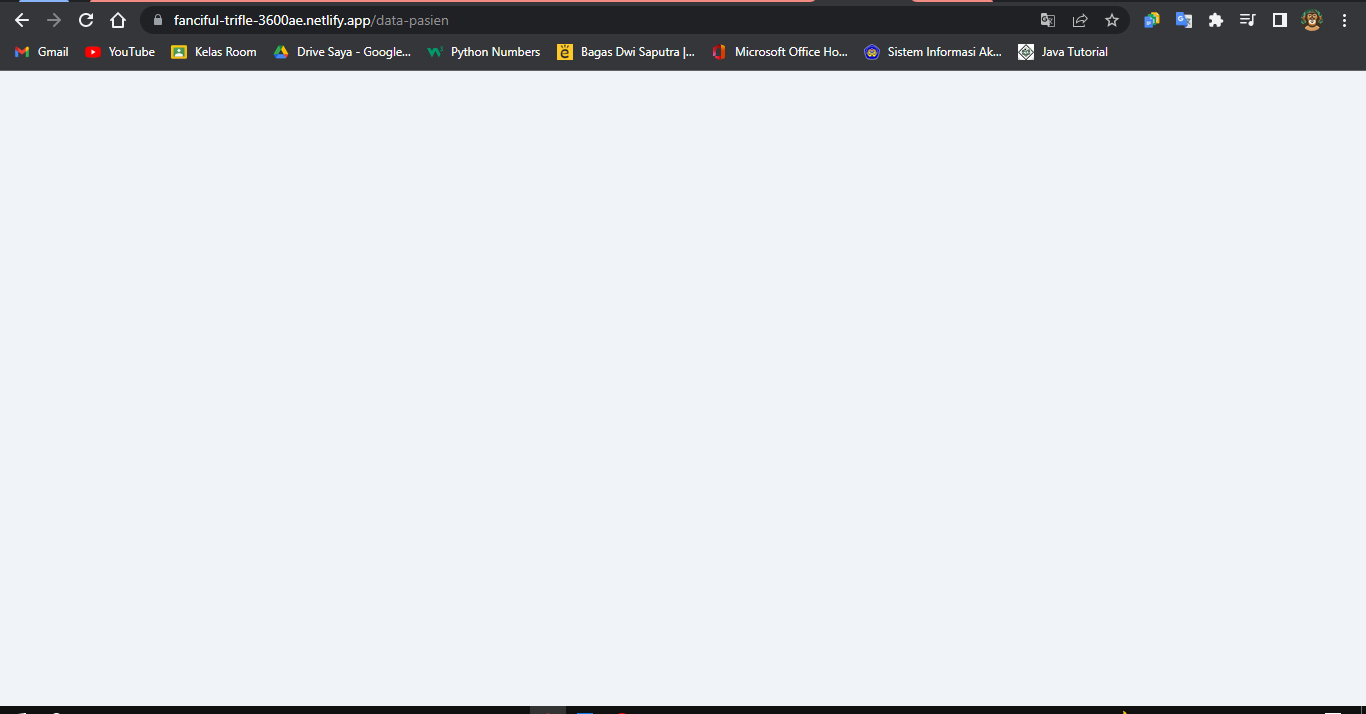 fanciful-trifle-3600ae.netlify.app/data-pasien
Gmail YouTube Kelas Room Drive Saya - Google... Python Numbers Bagas Dwi Saputra |... Microsoft Office Ho... Sistem Informasi Ak... Java Tutorial